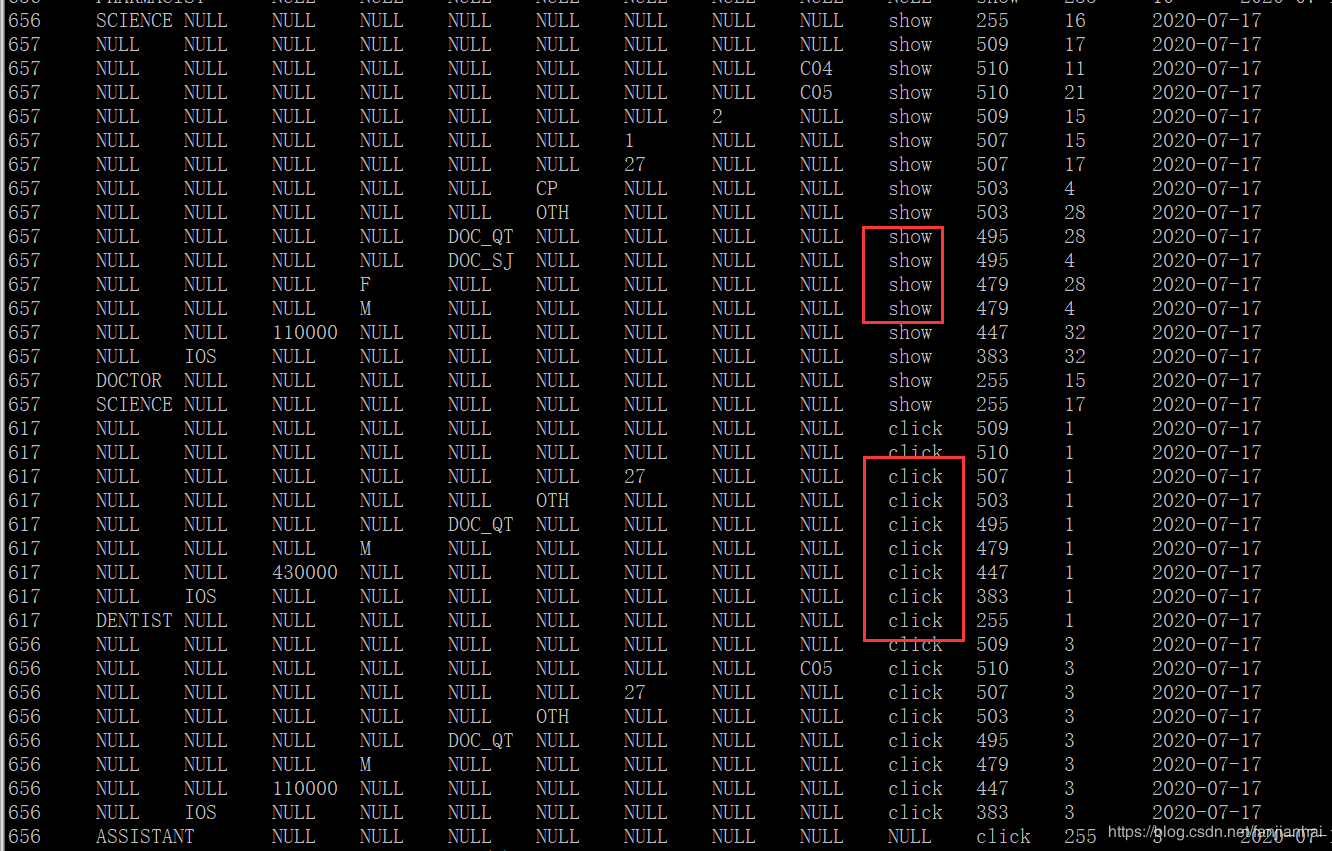 656 PHARMACIST NULL NULL NULL NULL NULL NULL NULL NULL show 255 16 2020-07-1
656 SCIENCE NULL NULL NULL NULL NULL NULL NULL NULL show 255 16 2020-07-17
657 NULL NULL NULL NULL NULL NULL NULL NULL NULL show 509 17 2020-07-17
657 NULL NULL NULL NULL NULL NULL NULL NULL C04 show 510 11 2020-07-17
657 NULL NULL NULL NULL NULL NULL NULL NULL C05 show 510 21 2020-07-17
657 NULL NULL NULL NULL NULL NULL NULL 2 NULL show 509 15 2020-07-17
657 NULL NULL NULL NULL NULL NULL 1 NULL NULL show 507 15 2020-07-17
657 NULL NULL NULL NULL NULL NULL 27 NULL NULL show 507 17 2020-07-17
657 NULL NULL NULL NULL NULL CP NULL NULL NULL show 503 4 2020-07-17
657 NULL NULL NULL NULL NULL OTH NULL NULL NULL show 503 28 2020-07-17
657 NULL NULL NULL NULL DOC_QT NULL NULL NULL NULL show 495 28 2020-07-17
657 NULL NULL NULL NULL DOC_SJ NULL NULL NULL NULL show 495 4 2020-07-17
657 NULL NULL NULL F NULL NULL NULL NULL NULL show 479 28 2020-07-17
657 NULL NULL NULL M NULL NULL NULL NULL NULL show 479 4 2020-07-17
657 NULL NULL 110000 NULL NULL NULL NULL NULL NULL show 447 32 2020-07-17
657 NULL IOS NULL NULL NULL NULL NULL NULL NULL show 383 32 2020-07-17
657 DOCTOR NULL NULL NULL NULL NULL NULL NULL NULL show 255 15 2020-07-17
657 SCIENCE NULL NULL NULL NULL NULL NULL NULL NULL show 255 17 2020-07-17
617 NULL NULL NULL NULL NULL NULL NULL NULL NULL click 509 1 2020-07-17
617 NULL NULL NULL NULL NULL NULL NULL NULL NULL click 510 1 2020-07-17
617 NULL NULL NULL NULL NULL NULL 27 NULL NULL click 507 1 2020-07-17
617 NULL NULL NULL NULL NULL OTH NULL NULL NULL click 503 1 2020-07-17
617 NULL NULL NULL NULL DOC_QT NULL NULL NULL NULL click 495 1 2020-07-17
617 NULL NULL NULL M NULL NULL NULL NULL NULL click 479 1 2020-07-17
617 NULL NULL 430000 NULL NULL NULL NULL NULL NULL click 447 1 2020-07-17
617 NULL IOS NULL NULL NULL NULL NULL NULL NULL click 383 1 2020-07-17
617 DENTIST NULL NULL NULL NULL NULL NULL NULL NULL click 255 1 2020-07-17
656 NULL NULL NULL NULL NULL NULL NULL NULL NULL click 509 3 2020-07-17
656 NULL NULL NULL NULL NULL NULL NULL NULL C05 click 510 3 2020-07-17
656 NULL NULL NULL NULL NULL NULL 27 NULL NULL click 507 3 2020-07-17
656 NULL NULL NULL NULL NULL OTH NULL NULL NULL click 503 3 2020-07-17
656 NULL NULL NULL NULL DOC_QT NULL NULL NULL NULL click 495 3 2020-07-17
656 NULL NULL NULL M NULL NULL NULL NULL NULL click 479 3 2020-07-17
656 NULL NULL 110000 NULL NULL NULL NULL NULL NULL click 447 3 2020-07-17
656 NULL IOS NULL NULL NULL NULL NULL NULL NULL click 383 3 2020-07-17
656 ASSISTANT NULL NULL NULL NULL NULL NULL NULL NULL click 255 3 2020-07-1
https://blog.csdn.net/fanjianhai